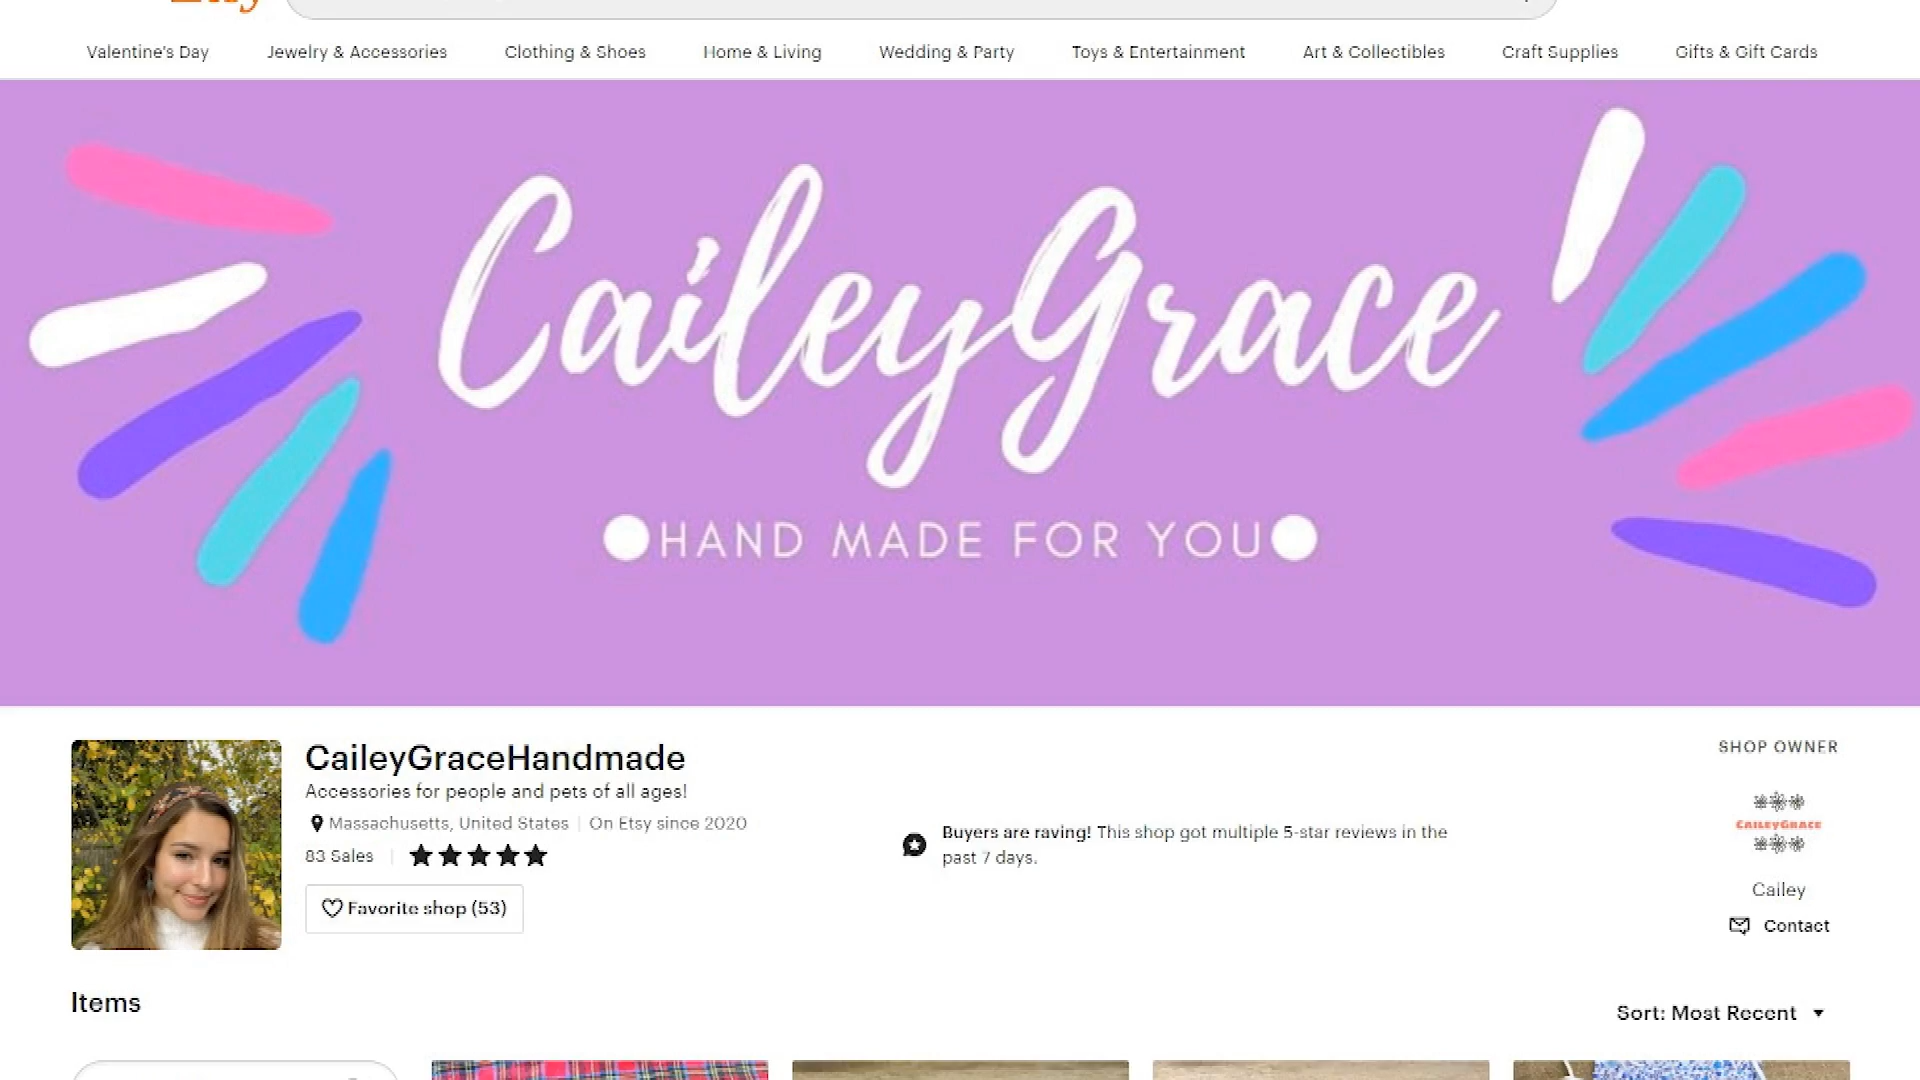 Etsy
Valentine's Day Jewelry & Accessories Clothing & Shoes Home & Living Wedding & Party Toys & Entertainment Art & Collectibles Craft Supplies Gifts & Gift Cards
CaileyGrace
HAND MADE FOR YOU
CaileyGraceHandmade
Accessories for people and pets of all ages!
Massachusetts, United States | On Etsy since 2020
83 Sales
Favorite shop (53)
Buyers are raving! This shop got multiple 5-star reviews in the
past 7 days.
SHOP OWNER
CAILEYGRACE
Cailey
Contact
Items
Sort: Most Recent